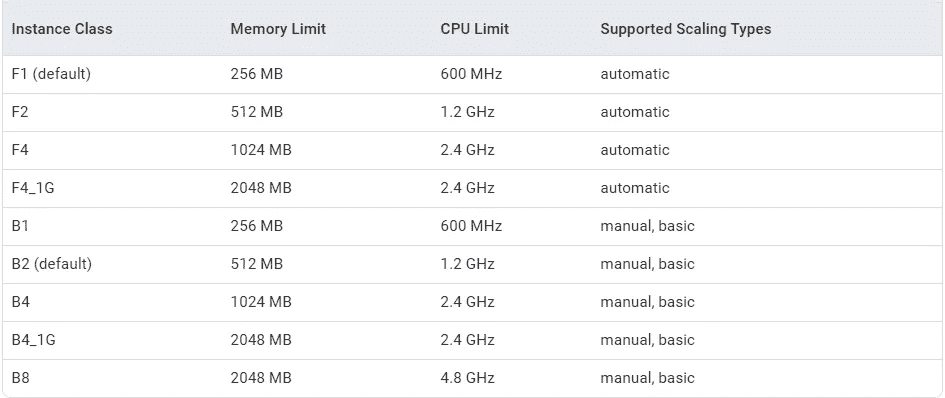 Instance Class Memory Limit CPU Limit Supported Scaling Types
F1 (default) 256 MB 600 MHz automatic
F2 512 MB 1.2 GHz automatic
F4 1024 MB 2.4 GHz automatic
F4_1G 2048 MB 2.4 GHz automatic
B1 256 MB 600 MHz manual, basic
B2 (default) 512 MB 1.2 GHz manual, basic
B4 1024 MB 2.4 GHz manual, basic
B4_1G 2048 MB 2.4 GHz manual, basic
B8 2048 MB 4.8 GHz manual, basic